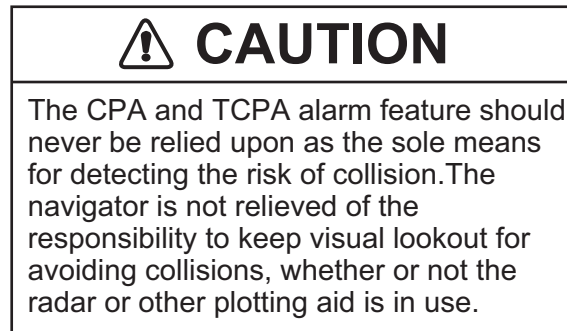 CAUTION
The CPA and TCPA alarm feature should
never be relied upon as the sole means
for detecting the risk of collision.The
navigator is not relieved of the
responsibility to keep visual lookout for
avoiding collisions, whether or not the
radar or other plotting aid is in use.